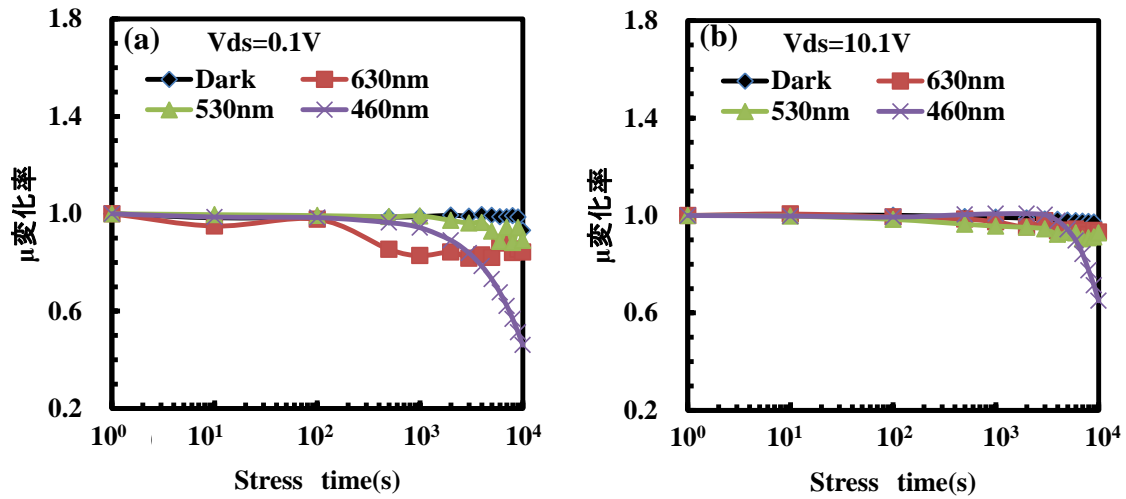 (a) Vds=0.1V
Dark 630nm
530nm 460nm
1.8
1.4
1.0
0.6
0.2
μ変化率
10⁰ 10¹ 10² 10³ 10⁴
Stress time(s)
(b) Vds=10.1V
Dark 630nm
530nm 460nm
1.8
1.4
1.0
0.6
0.2
μ変化率
10⁰ 10¹ 10² 10³ 10⁴
Stress time(s)